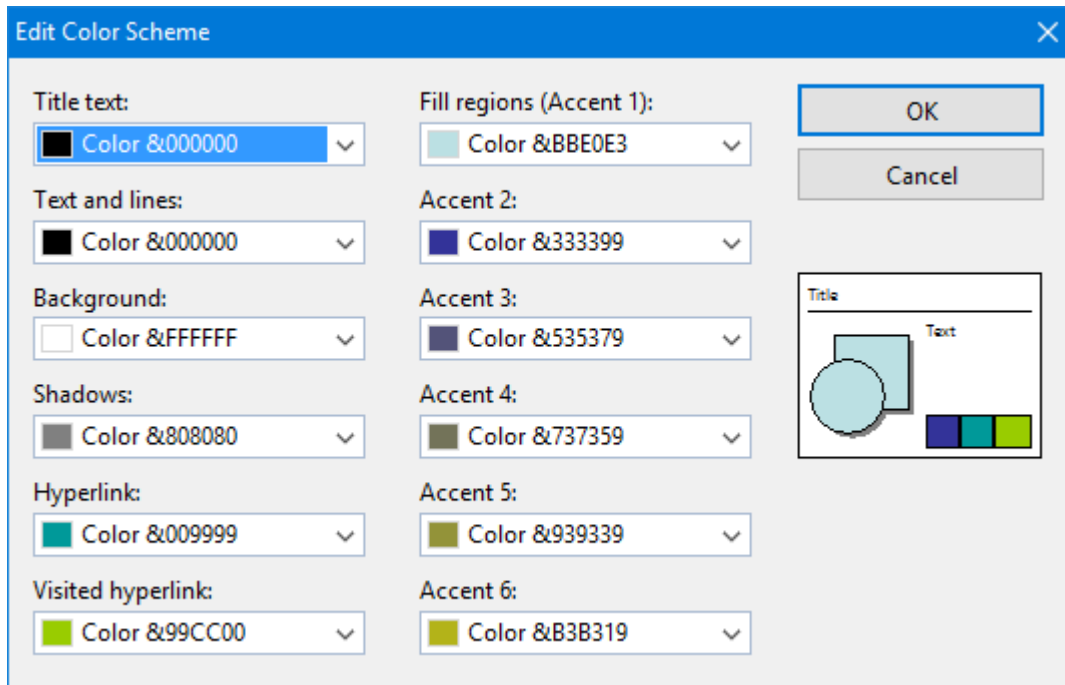 Edit Color Scheme
Title text:
Color &000000
Text and lines:
Color &000000
Background:
Color &FFFFFF
Shadows:
Color &808080
Hyperlink:
Color &009999
Visited hyperlink:
Color &99CC00
Fill regions (Accent 1):
Color &BBE0E3
Accent 2:
Color &333399
Accent 3:
Color &535379
Accent 4:
Color &737359
Accent 5:
Color &939339
Accent 6:
Color &B3B319
OK
Cancel
Title
Text